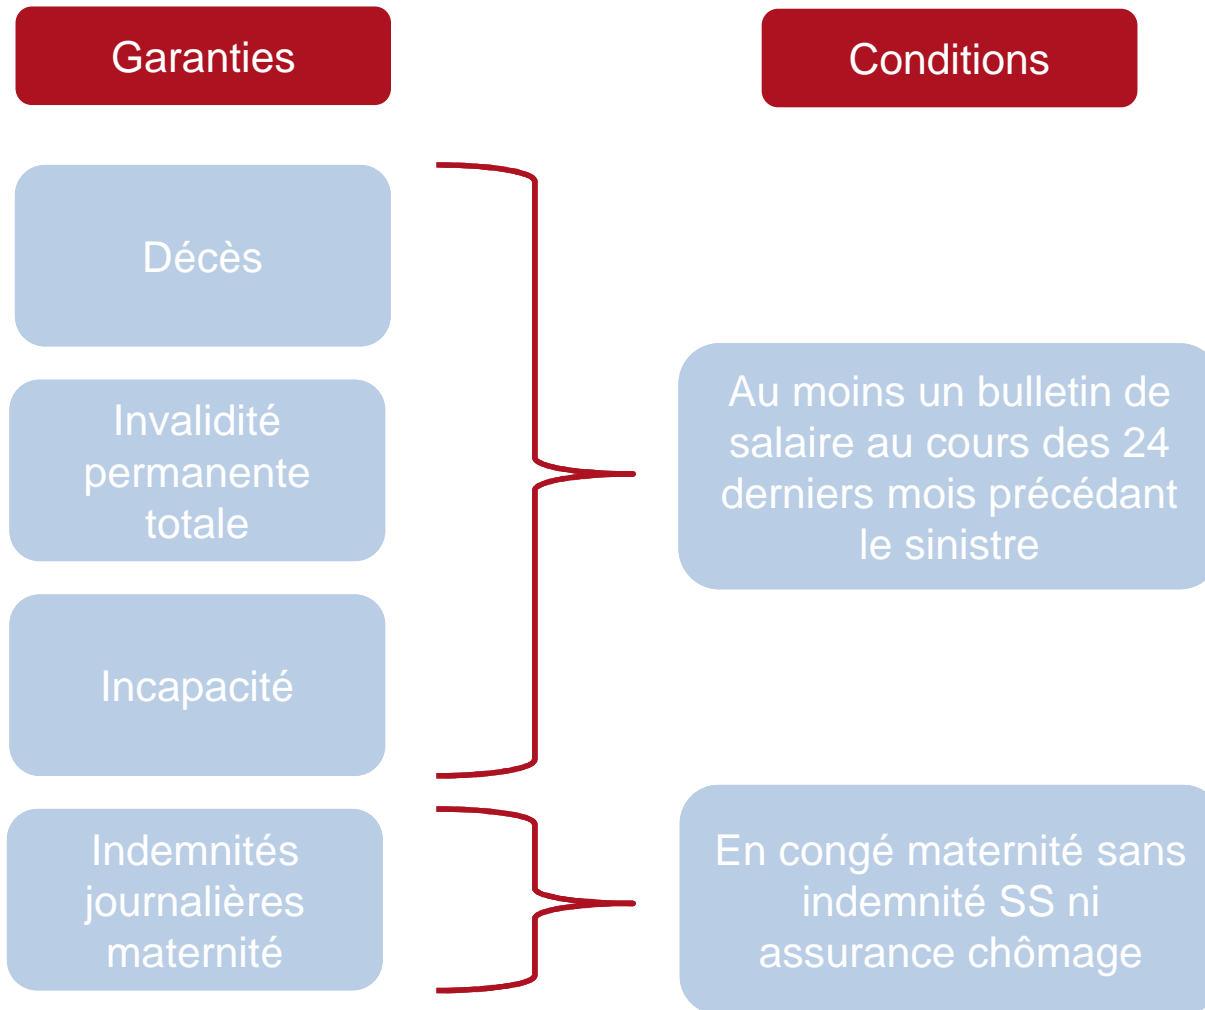 Garanties
Conditions
Décès
Invalidité
permanente
totale
Incapacité
Au moins un bulletin de
salaire au cours des 24
derniers mois précédant
le sinistre
Indemnités
journalières
maternité
En congé maternité sans
indemnité SS ni
assurance chômage